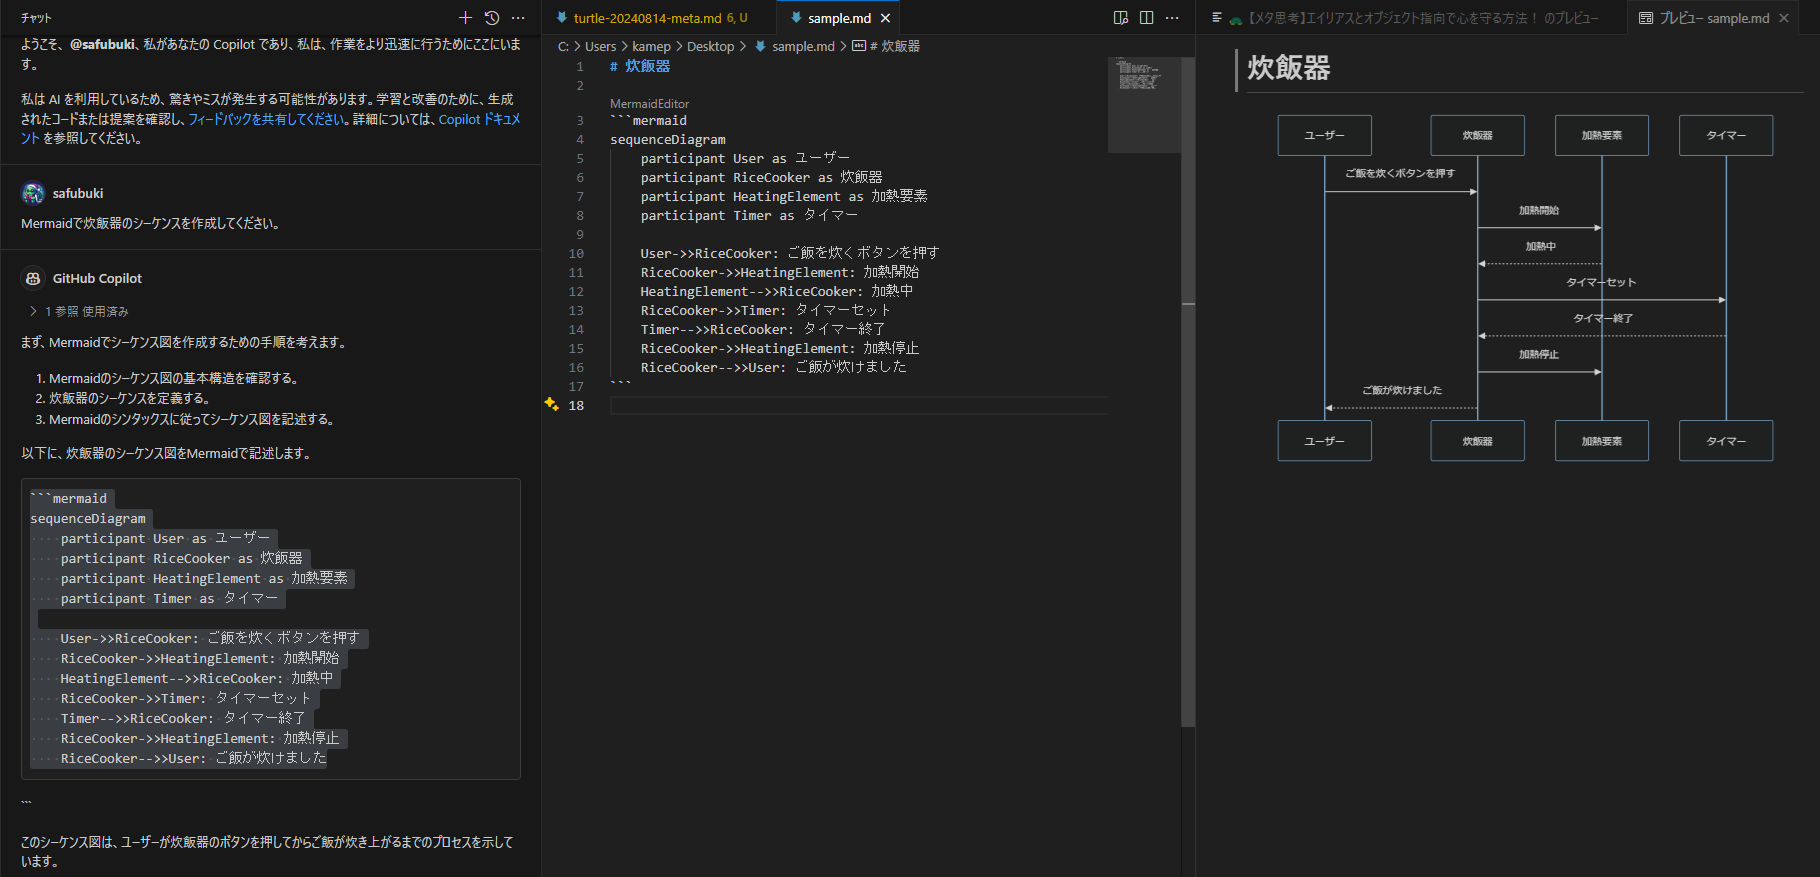 チャット
ようこそ、@safubuki、私があなたの Copilot であり、私は、作業をより迅速に行うためにここにいま
す。
私は AI を利用しているため、驚きやミスが発生する可能性があります。学習と改善のために、生成
されたコードまたは提案を確認し、フィードバックを共有してください。詳細については、Copilot ドキュメ
ント を参照してください。
safubuki
Mermaidで炊飯器のシーケンスを作成してください。
GitHub Copilot
1 参照 使用済み
まず、Mermaidでシーケンス図を作成するための手順を考えます。
1. Mermaidのシーケンス図の基本構造を確認する。
2. 炊飯器のシーケンスを定義する。
3. Mermaidのシンタックスに従ってシーケンス図を記述する。
以下に、炊飯器のシーケンス図をMermaidで記述します。
```mermaid
sequenceDiagram
participant User as ユーザー
participant RiceCooker as 炊飯器
participant HeatingElement as 加熱要素
participant Timer as タイマー
User->>RiceCooker: ご飯を炊くボタンを押す
RiceCooker->>HeatingElement: 加熱開始
HeatingElement-->>RiceCooker: 加熱中
RiceCooker->>Timer: タイマーセット
Timer-->>RiceCooker: タイマー終了
RiceCooker->>HeatingElement: 加熱停止
RiceCooker-->>User: ご飯が炊けました
```
このシーケンス図は、ユーザーが炊飯器のボタンを押してからご飯が炊き上がるまでのプロセスを示して
います。
turtle-20240814-meta.md 6, U
sample.md
C: > Users > kamep > Desktop > sample.md > # 炊飯器
1 # 炊飯器
2
MermaidEditor
3 ```mermaid
4 sequenceDiagram
5 participant User as ユーザー
6 participant RiceCooker as 炊飯器
7 participant HeatingElement as 加熱要素
8 participant Timer as タイマー
9
10 User->>RiceCooker: ご飯を炊くボタンを押す
11 RiceCooker->>HeatingElement: 加熱開始
12 HeatingElement-->>RiceCooker: 加熱中
13 RiceCooker->>Timer: タイマーセット
14 Timer-->>RiceCooker: タイマー終了
15 RiceCooker->>HeatingElement: 加熱停止
16 RiceCooker-->>User: ご飯が炊けました
17 ```
18
【メタ思考】エイリアスとオブジェクト指向で心を守る方法！ のプレビュー
プレビュー sample.md
炊飯器
ユーザー 炊飯器 加熱要素 タイマー
ご飯を炊くボタンを押す
加熱開始
加熱中
タイマーセット
タイマー終了
加熱停止
ご飯が炊けました
ユーザー 炊飯器 加熱要素 タイマー